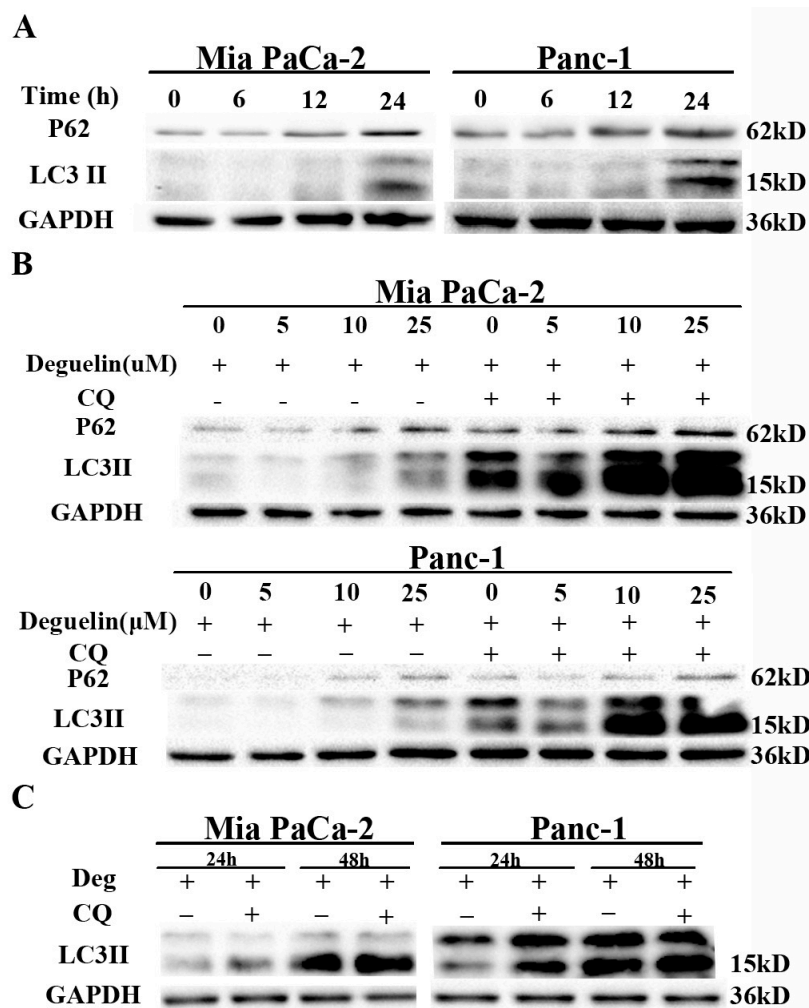 A
Mia PaCa-2 Panc-1
Time (h) 0 6 12 24 0 6 12 24
P62 62kD
LC3 II 15kD
GAPDH 36kD
B
Mia PaCa-2
0 5 10 25 0 5 10 25
Deguelin(uM) + + + + + + + +
CQ - - - - + + + +
P62 62kD
LC3II 15kD
GAPDH 36kD
Panc-1
0 5 10 25 0 5 10 25
Deguelin(μM) + + + + + + + +
CQ – – – – + + + +
P62 62kD
LC3II 15kD
GAPDH 36kD
C
Mia PaCa-2 Panc-1
24h 48h 24h 48h
Deg + + + + + + + +
CQ – + – + – + – +
LC3II 15kD
GAPDH 36kD